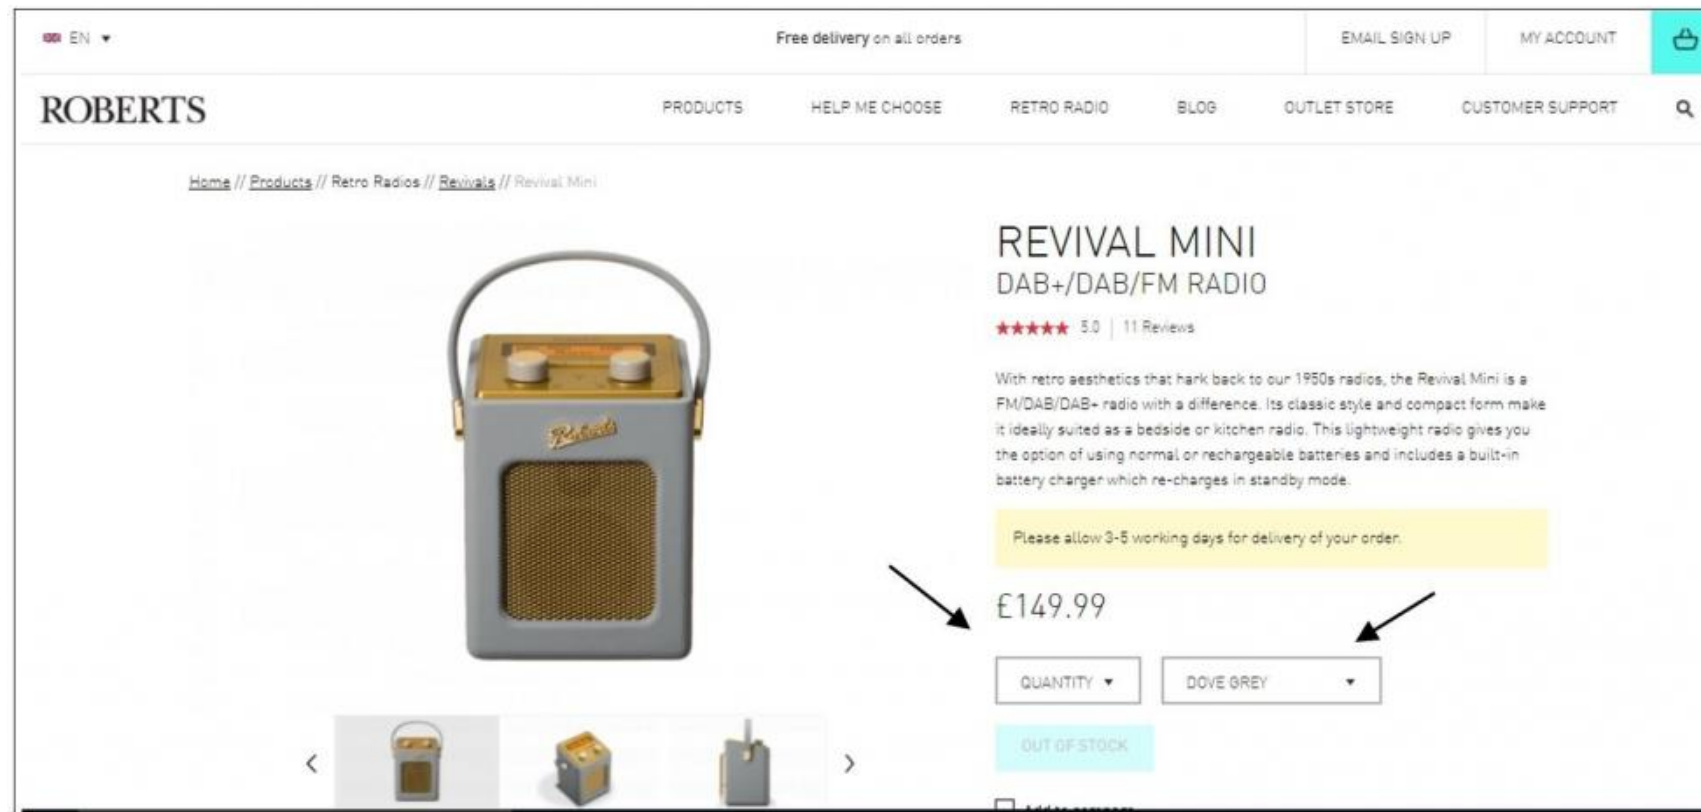 EN ▼
Free delivery on all orders
EMAIL SIGN UP
MY ACCOUNT
ROBERTS
PRODUCTS
HELP ME CHOOSE
RETRO RADIO
BLOG
OUTLET STORE
CUSTOMER SUPPORT
Home // Products // Retro Radios // Revivals // Revival Mini
REVIVAL MINI
DAB+/DAB/FM RADIO
5.0 | 11 Reviews
With retro aesthetics that hark back to our 1950s radios, the Revival Mini is a
FM/DAB/DAB+ radio with a difference. Its classic style and compact form make
it ideally suited as a bedside or kitchen radio. This lightweight radio gives you
the option of using normal or rechargeable batteries and includes a built-in
battery charger which re-charges in standby mode.
Please allow 3-5 working days for delivery of your order.
£149.99
QUANTITY ▼
DOVE GREY ▼
OUT OF STOCK
Add to compare
Roberts